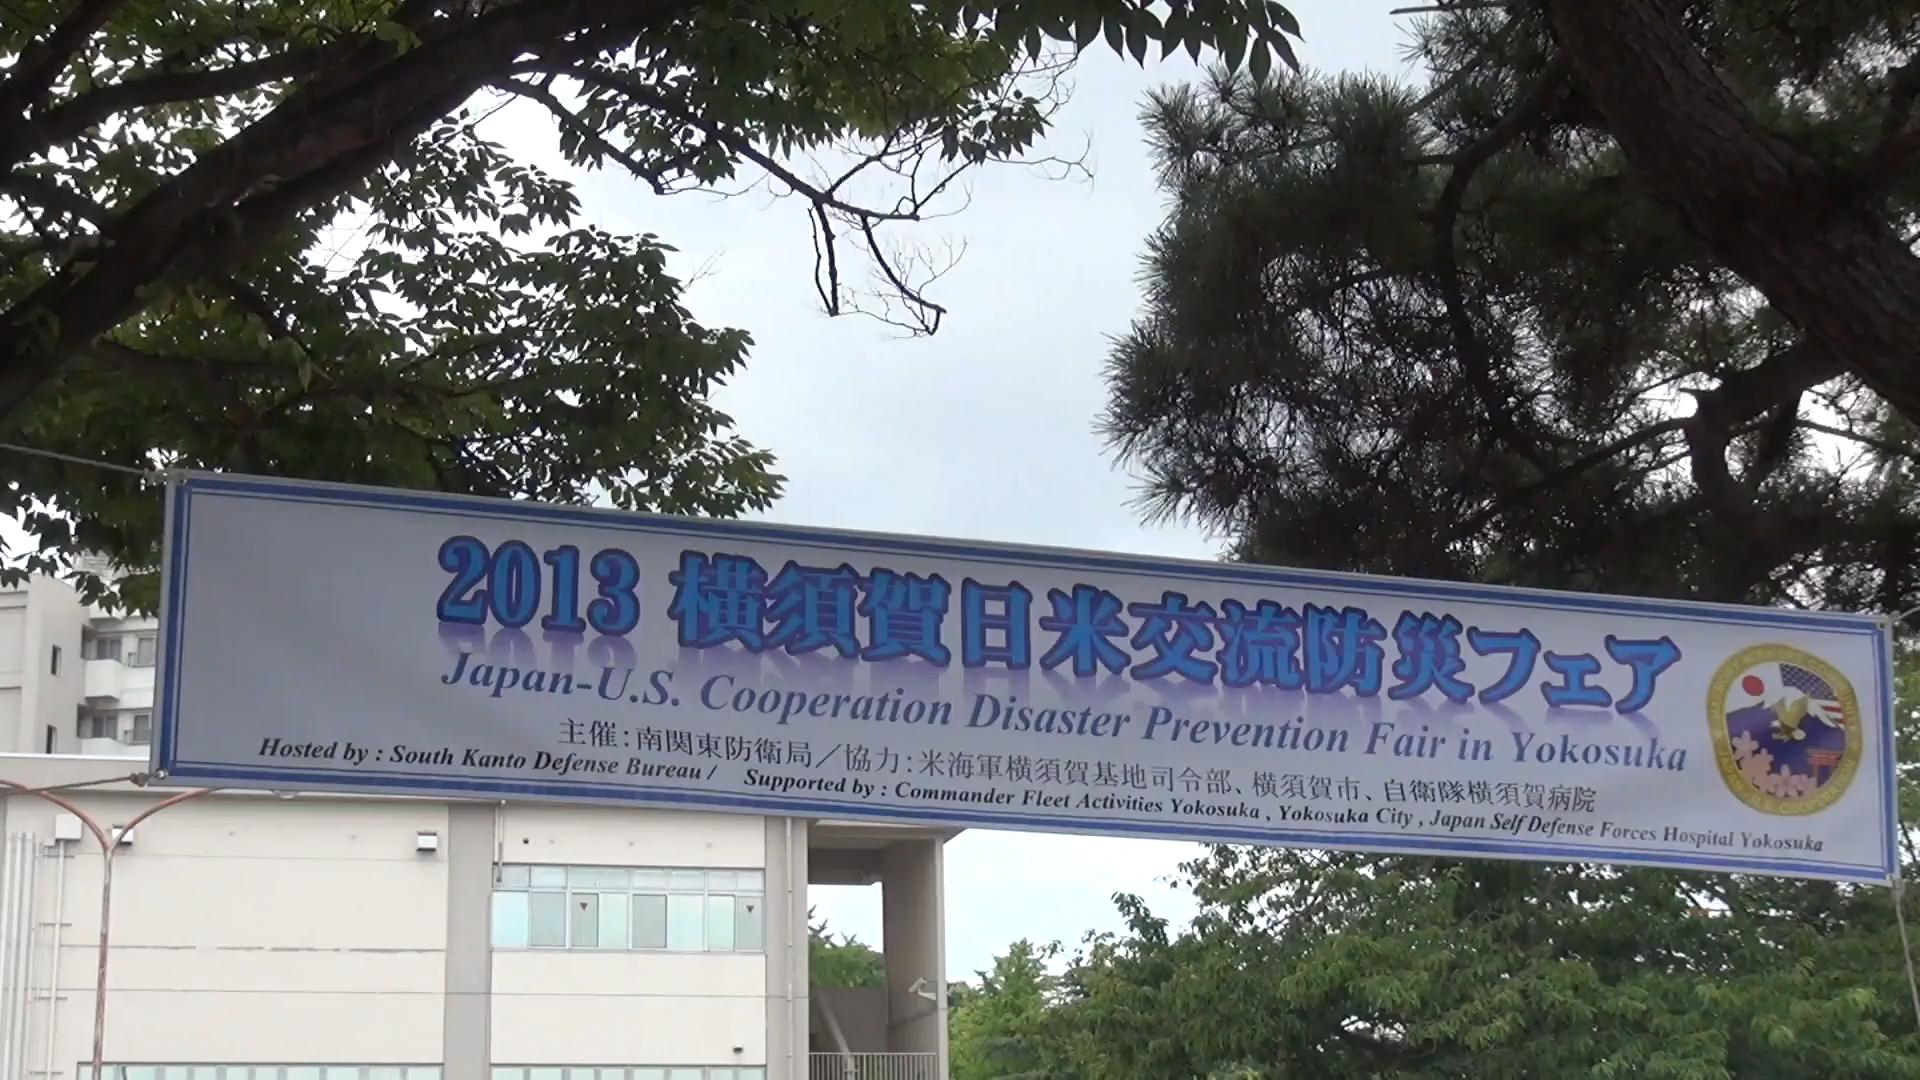 2013 横須賀日米交流防災フェア
Japan-U.S. Cooperation Disaster Prevention Fair in Yokosuka
主催：南関東防衛局／協力：米海軍横須賀基地司令部、横須賀市、自衛隊横須賀病院
Hosted by : South Kanto Defense Bureau / Supported by : Commander Fleet Activities Yokosuka , Yokosuka City , Japan Self Defense Forces Hospital Yokosuka